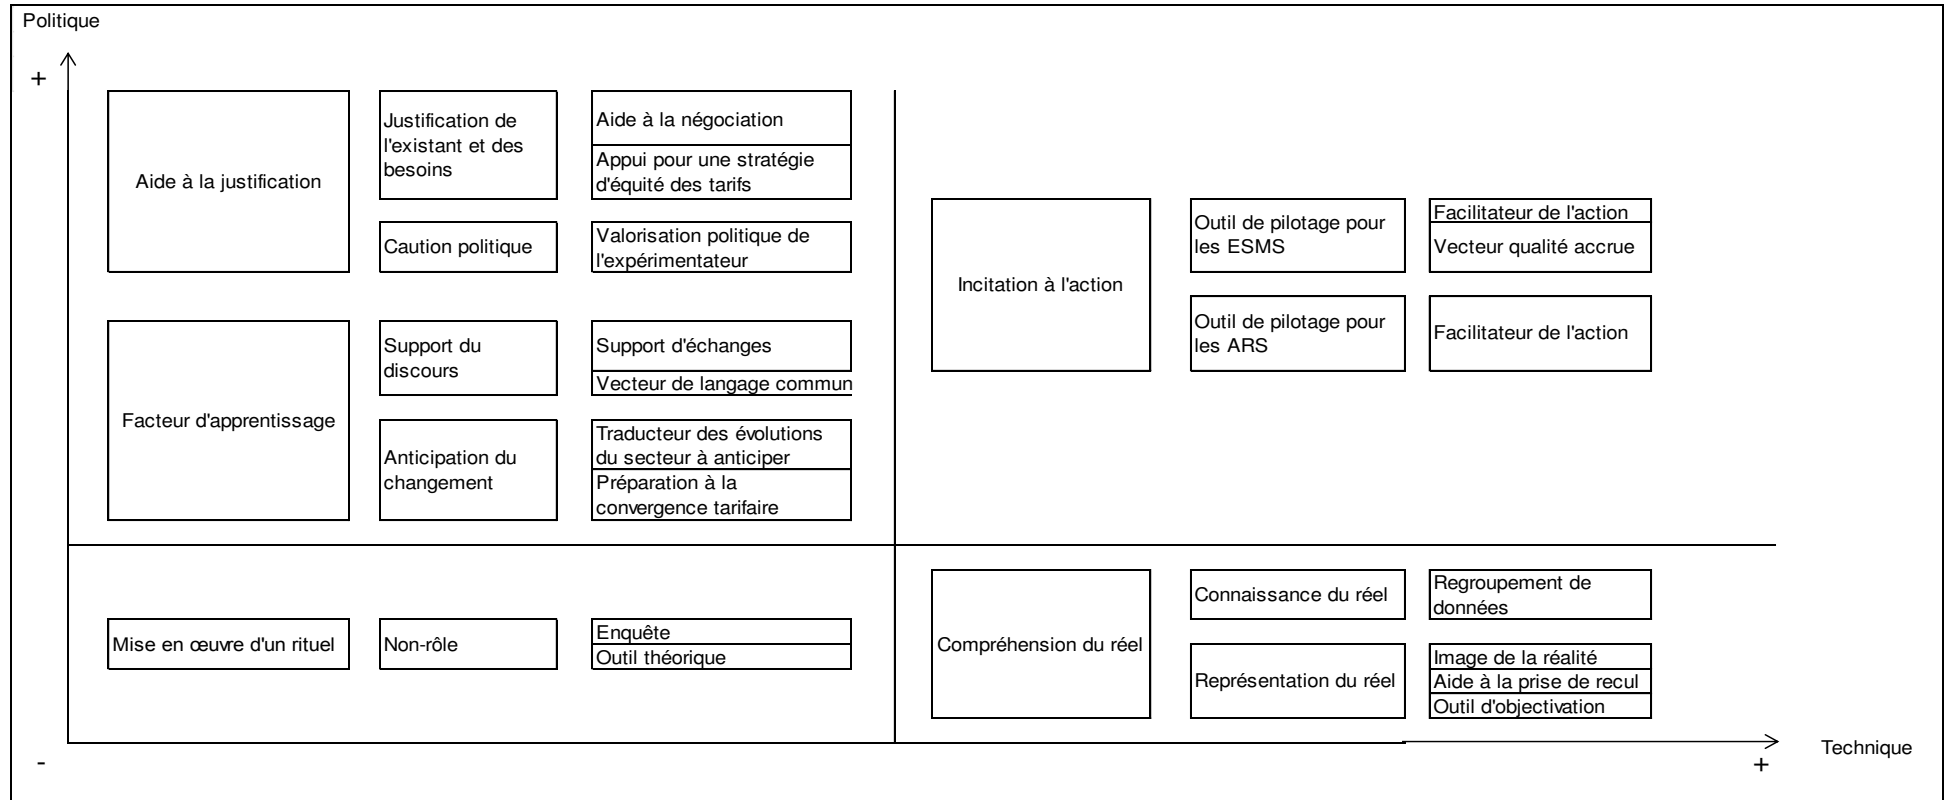 Politique
+
Aide à la justification
Justification de
l'existant et des
besoins
Aide à la négociation
Appui pour une stratégie
d'équité des tarifs
Caution politique
Valorisation politique de
l'expérimentateur
Facteur d'apprentissage
Support du
discours
Support d'échanges
Vecteur de langage commun
Anticipation du
changement
Traducteur des évolutions
du secteur à anticiper
Préparation à la
convergence tarifaire
Incitation à l'action
Outil de pilotage pour
les ESMS
Facilitateur de l'action
Vecteur qualité accrue
Outil de pilotage pour
les ARS
Facilitateur de l'action
Mise en œuvre d'un rituel
Non-rôle
Enquête
Outil théorique
Compréhension du réel
Connaissance du réel
Regroupement de
données
Représentation du réel
Image de la réalité
Aide à la prise de recul
Outil d'objectivation
-
+
Technique